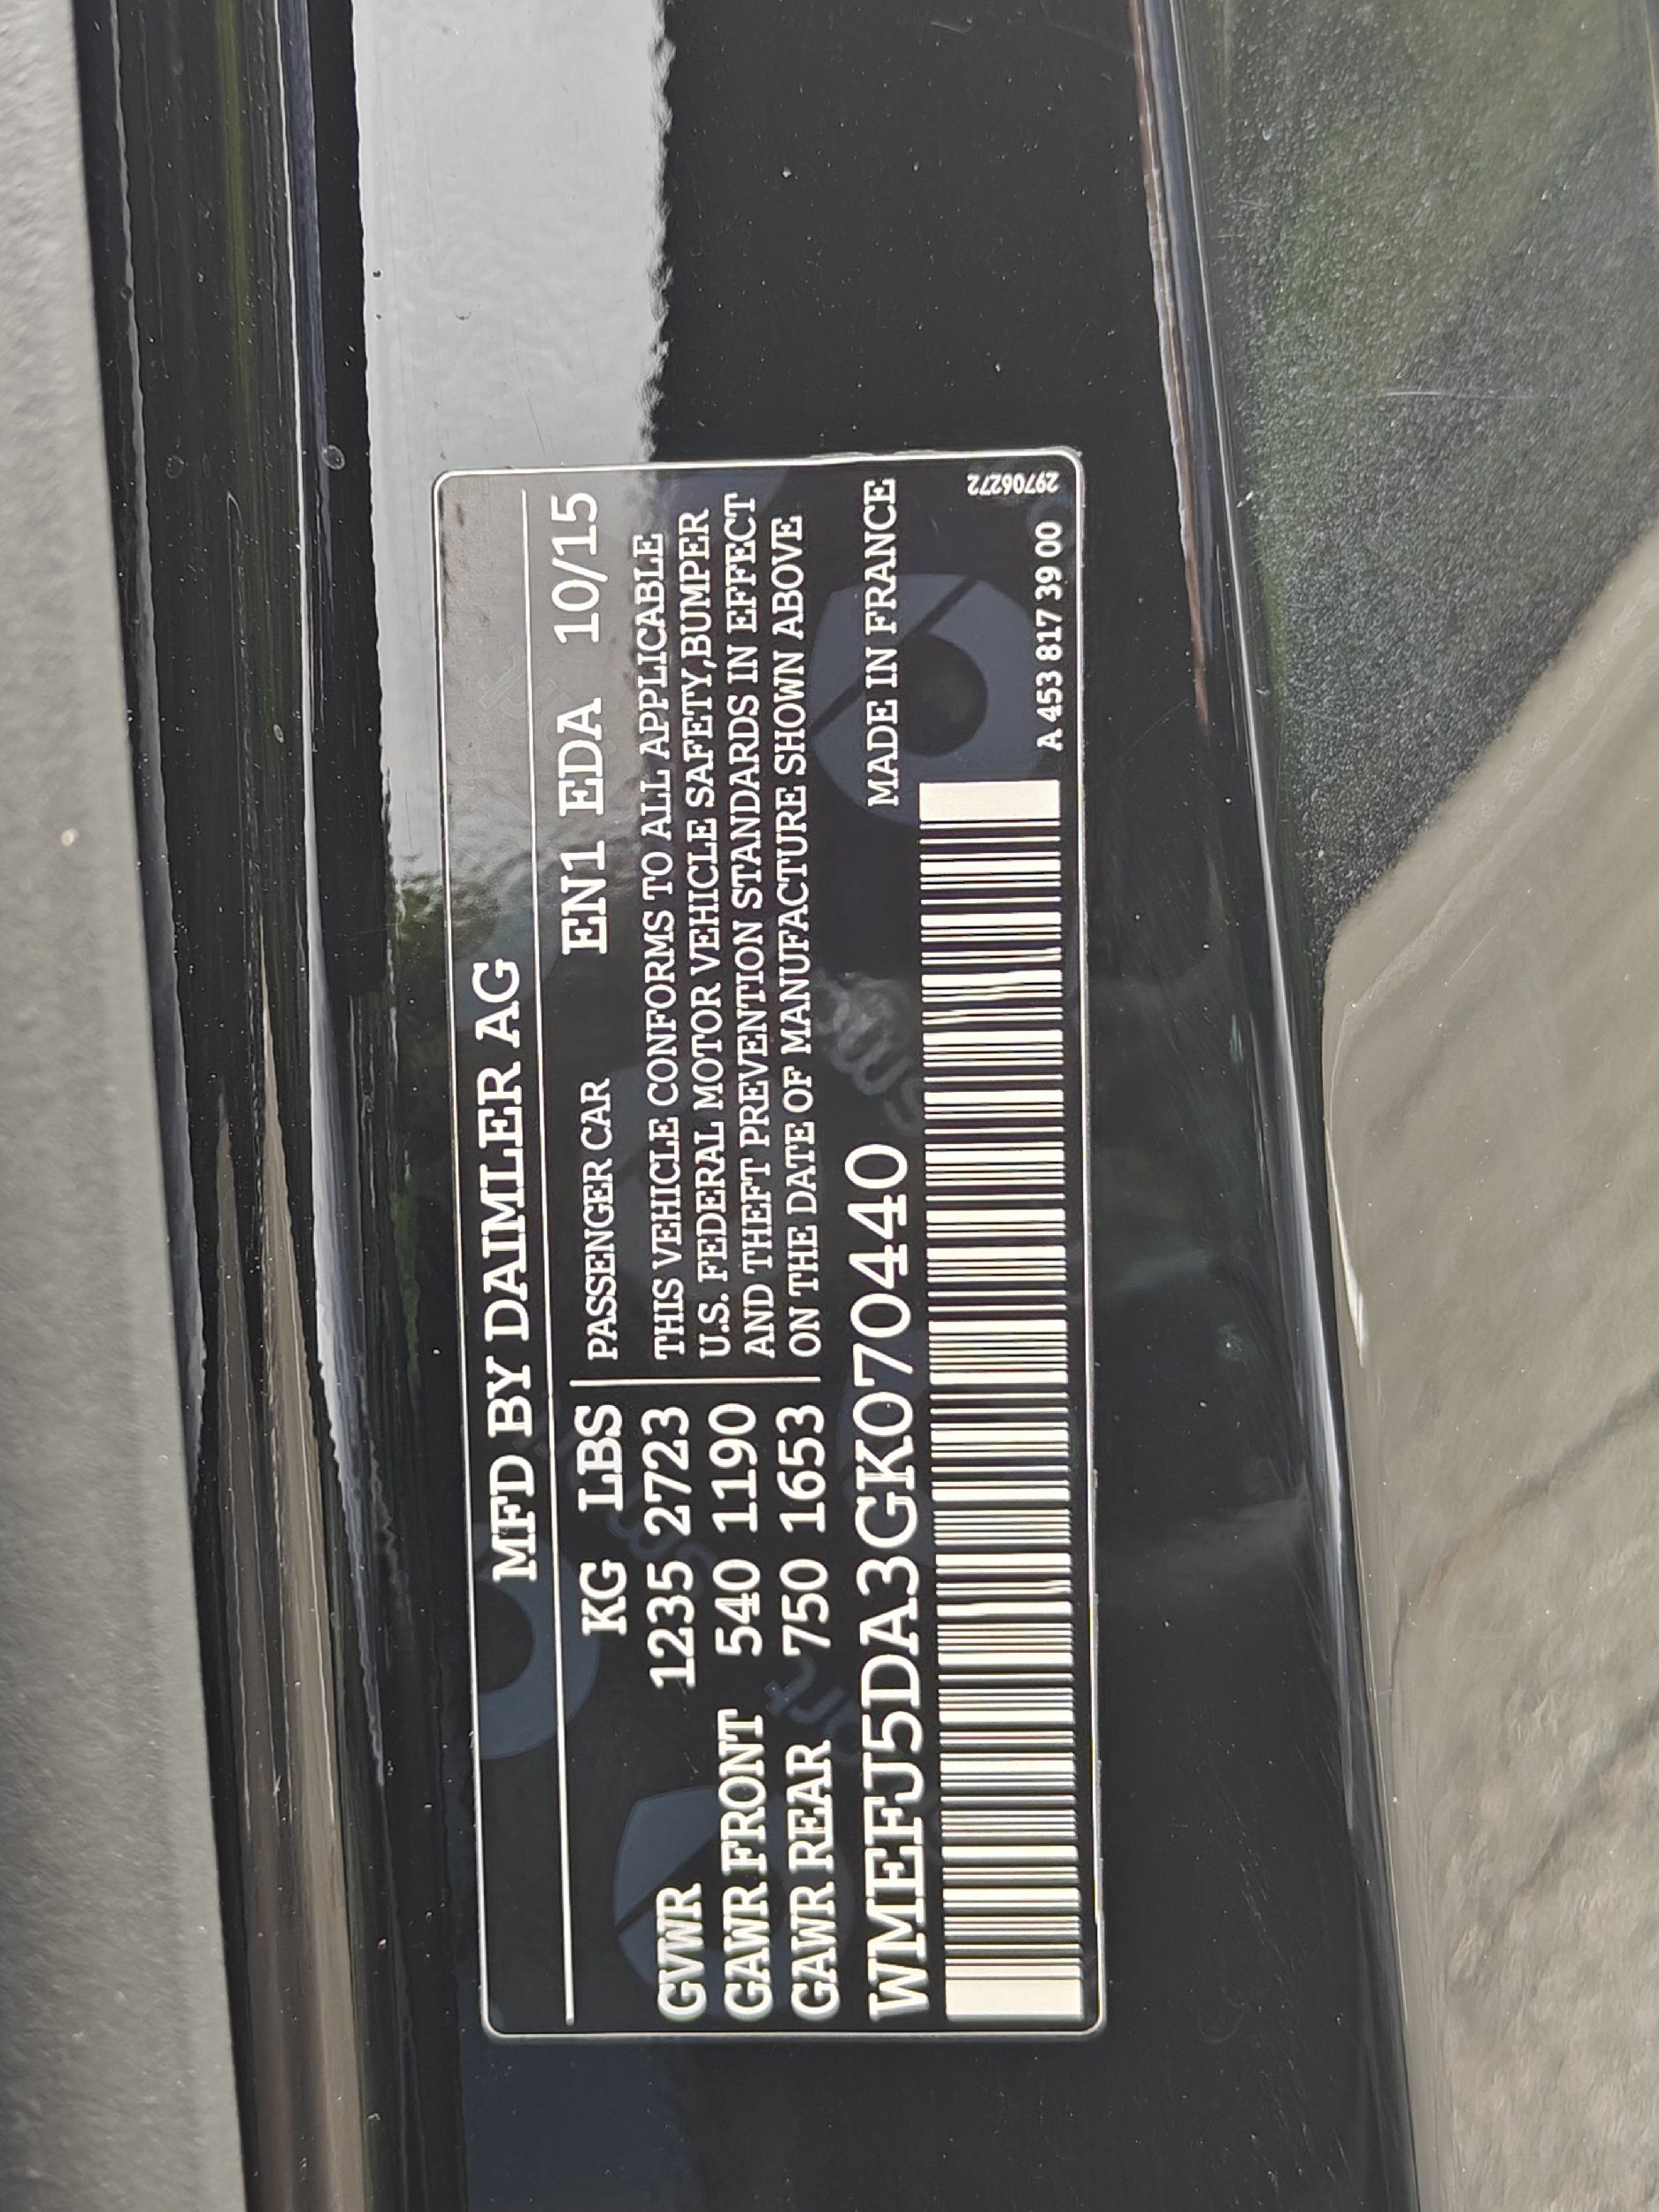 MFD BY DAIMLER AG
KG LBS
GVWR 1235 2723
GAWR FRONT 540 1190
GAWR REAR 750 1653
PASSENGER CAR EN1 EDA 10/15
THIS VEHICLE CONFORMS TO ALL APPLICABLE
U.S. FEDERAL MOTOR VEHICLE SAFETY,BUMPER
AND THEFT PREVENTION STANDARDS IN EFFECT
ON THE DATE OF MANUFACTURE SHOWN ABOVE
WMEFJ5DA3GK070440
MADE IN FRANCE
A 453 817 39 00
29706272
smart